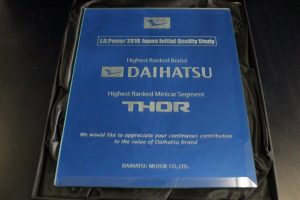 J.D.Power 2018 Japan Initial Quality Study
Highest Ranked Brand
DAIHATSU
Highest Ranked Minicar Segment
THOR
We would like to appreciate your continuous contribution
to the value of Daihatsu brand
DAIHATSU MOTOR CO.,LTD.